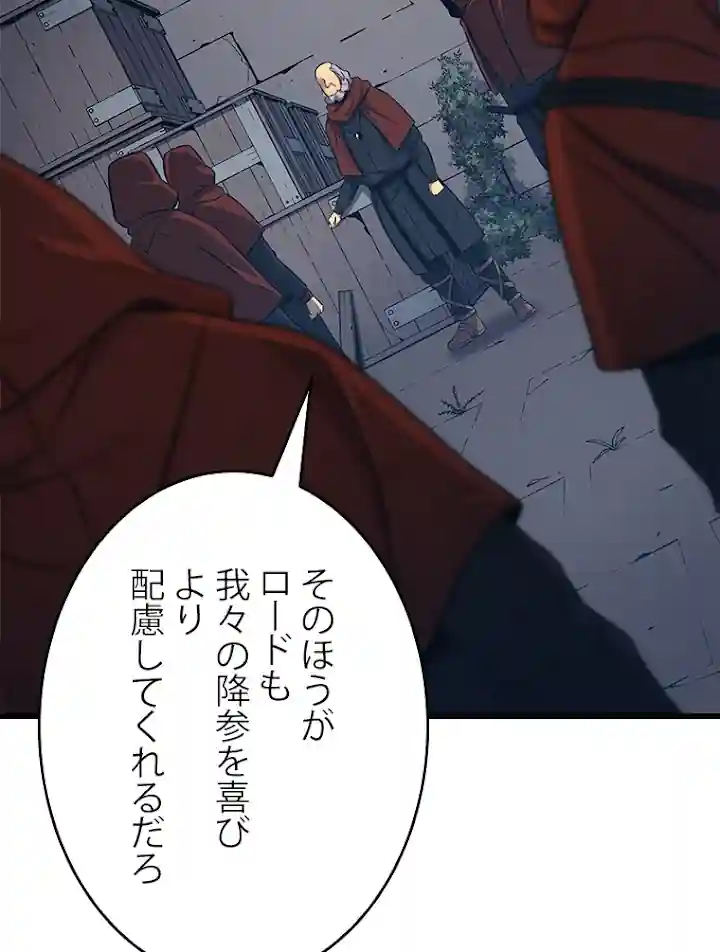 そのほうが
ロードも
我々の降参を喜び
より
配慮してくれるだろ